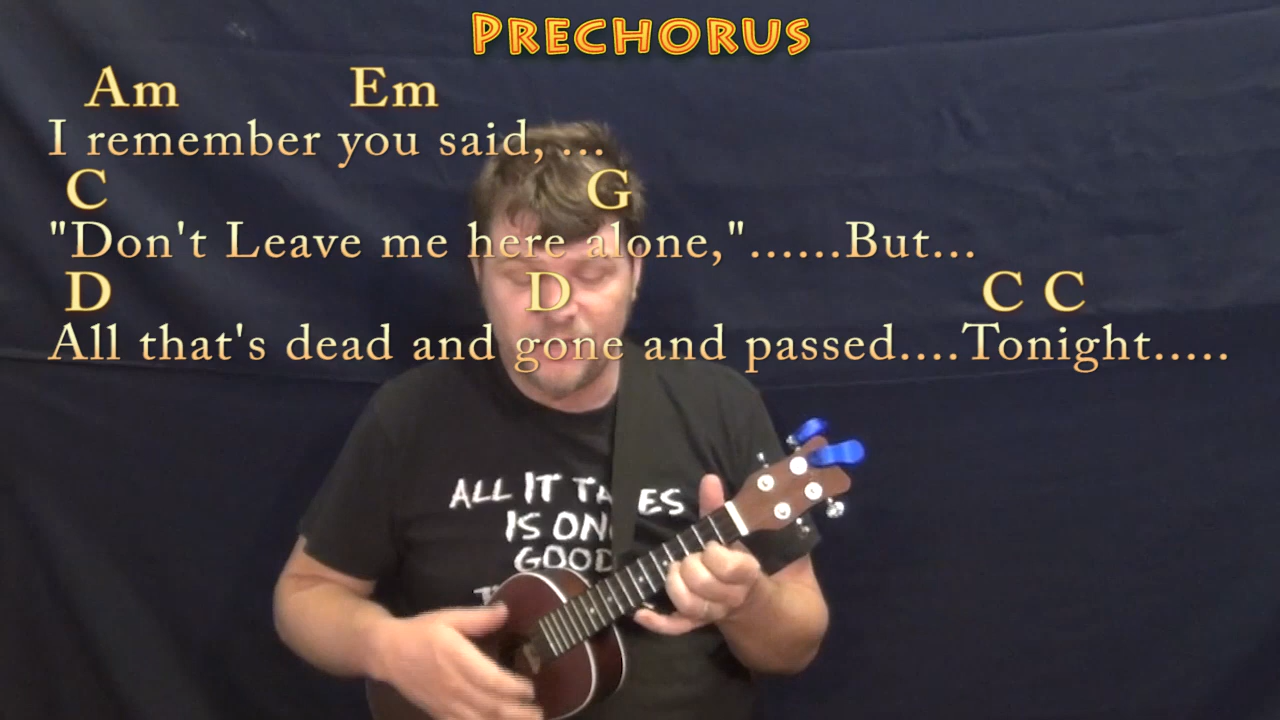 PRECHORUS
Am Em
I remember you said, ...
C G
"Don't Leave me here alone,"......But...
D D C C
All that's dead and gone and passed....Tonight.....
ALL IT TA ES
IS ON
GOOD